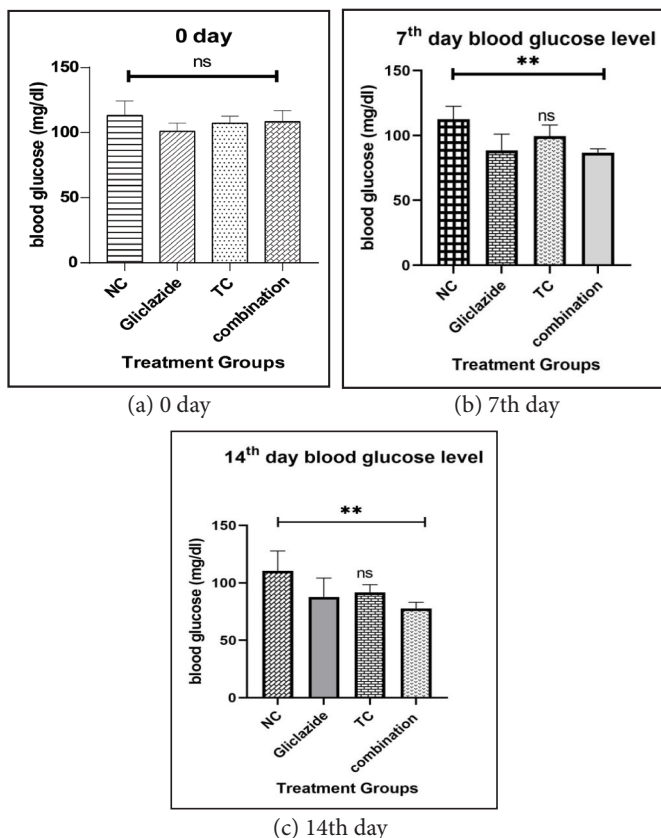 0 day
ns
150
100
50
0
blood glucose (mg/dl)
NC
Gliclazide
TC
combination
Treatment Groups
(a) 0 day
7th day blood glucose level
**
ns
150
100
50
0
blood glucose (mg/dl)
NC
Gliclazide
TC
combination
Treatment Groups
(b) 7th day
14th day blood glucose level
**
ns
150
100
50
0
blood glucose (mg/dl)
NC
Gliclazide
TC
combination
Treatment Groups
(c) 14th day